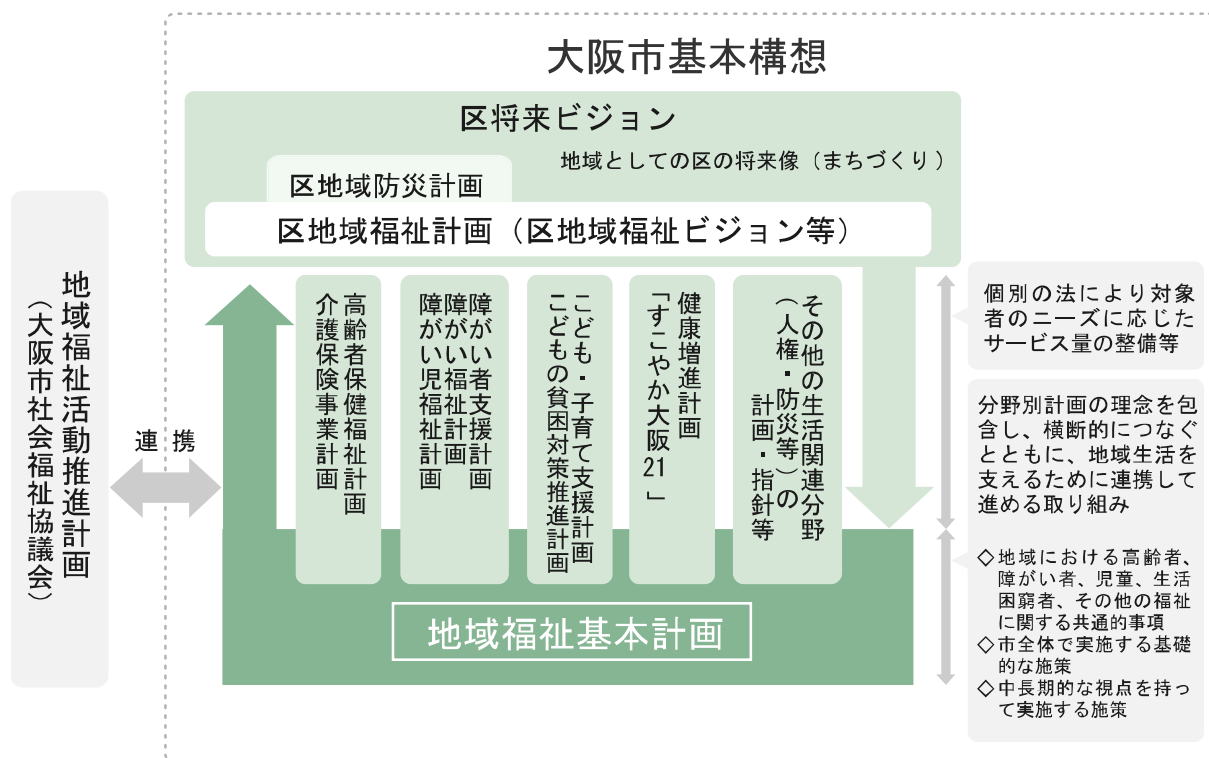 大阪市基本構想
区将来ビジョン
地域としての区の将来像（まちづくり）
区地域防災計画
区地域福祉計画（区地域福祉ビジョン等）
地域福祉活動推進計画
（大阪市社会福祉協議会）
連携
高齢者保健福祉計画
介護保険事業計画
障がい者支援計画
障がい福祉計画
障がい児福祉計画
こども・子育て支援計画
こどもの貧困対策推進計画
健康増進計画
「すこやか大阪21」
その他の生活関連分野
（人権・防災等）の
計画・指針等
地域福祉基本計画
個別の法により対象
者のニーズに応じた
サービス量の整備等
分野別計画の理念を包
含し、横断的につなぐ
とともに、地域生活を
支えるために連携して
進める取り組み
◇地域における高齢者、
障がい者、児童、生活
困窮者、その他の福祉
に関する共通的事項
◇市全体で実施する基礎
的な施策
◇中長期的な視点を持っ
て実施する施策